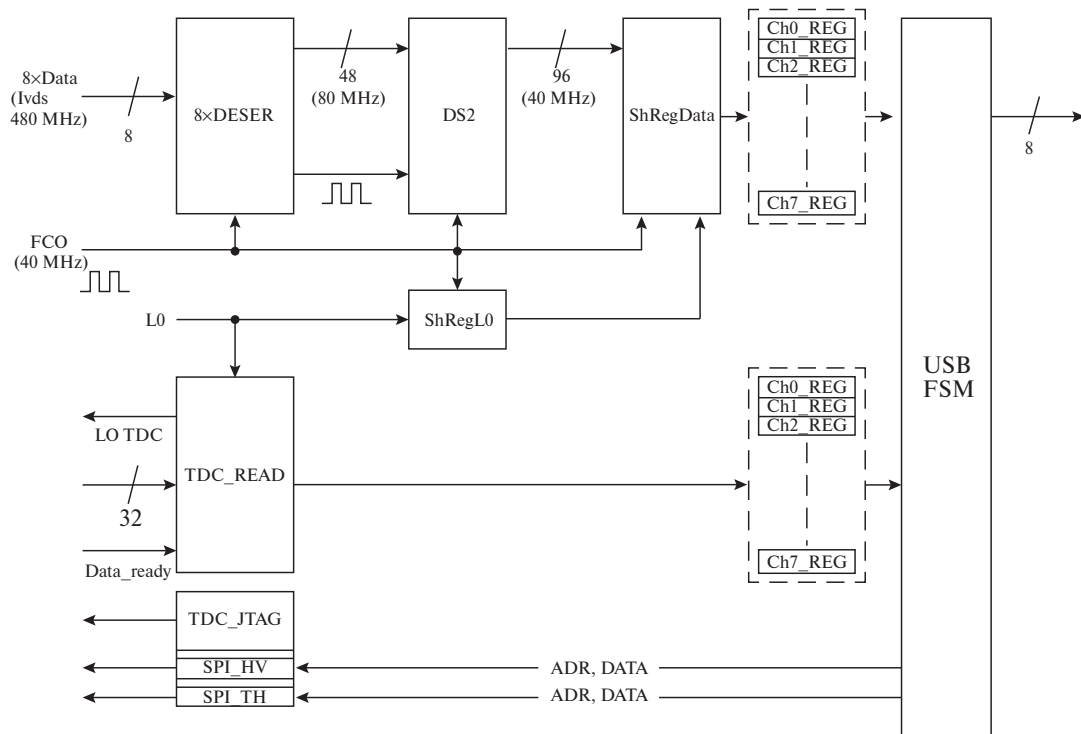 8×Data
(lvds
480 MHz)
8
8×DESER
48
(80 MHz)
DS2
96
(40 MHz)
ShRegData
Ch0_REG
Ch1_REG
Ch2_REG
Ch7_REG
8
FCO
(40 MHz)
L0
ShRegL0
USB
FSM
LO TDC
TDC_READ
32
Data_ready
Ch0_REG
Ch1_REG
Ch2_REG
Ch7_REG
TDC_JTAG
SPI_HV
ADR, DATA
SPI_TH
ADR, DATA